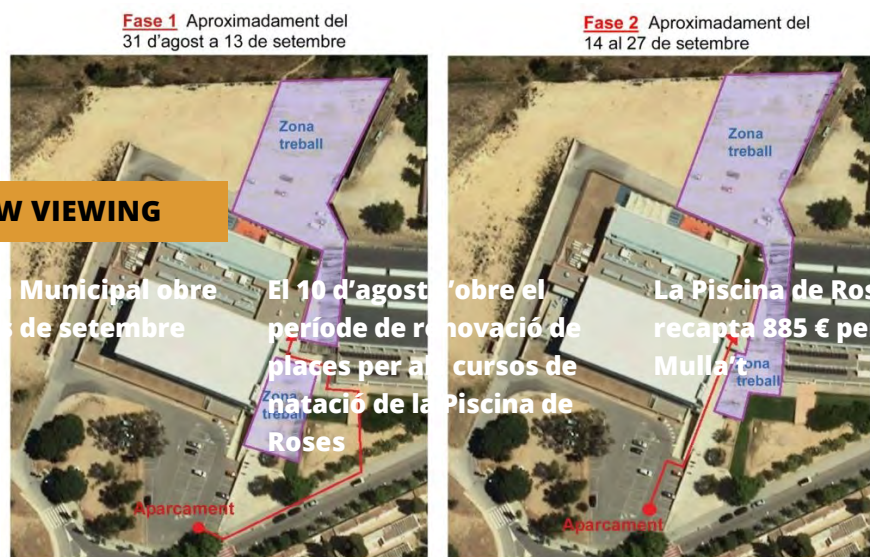 Fase 1 Aproximadament del
31 d'agost a 13 de setembre
Fase 2 Aproximadament del
14 al 27 de setembre
Zona
treball
Zona
treball
W VIEWING
Municipal obre
de setembre
El 10 d'agost s'obre el
període de renovació de
places per als cursos de
natació de la Piscina de
Roses
La Piscina de Ros
recapta 885 € pe
Mulla't
Zona
treball
Zona
treball
Aparcament
Aparcament